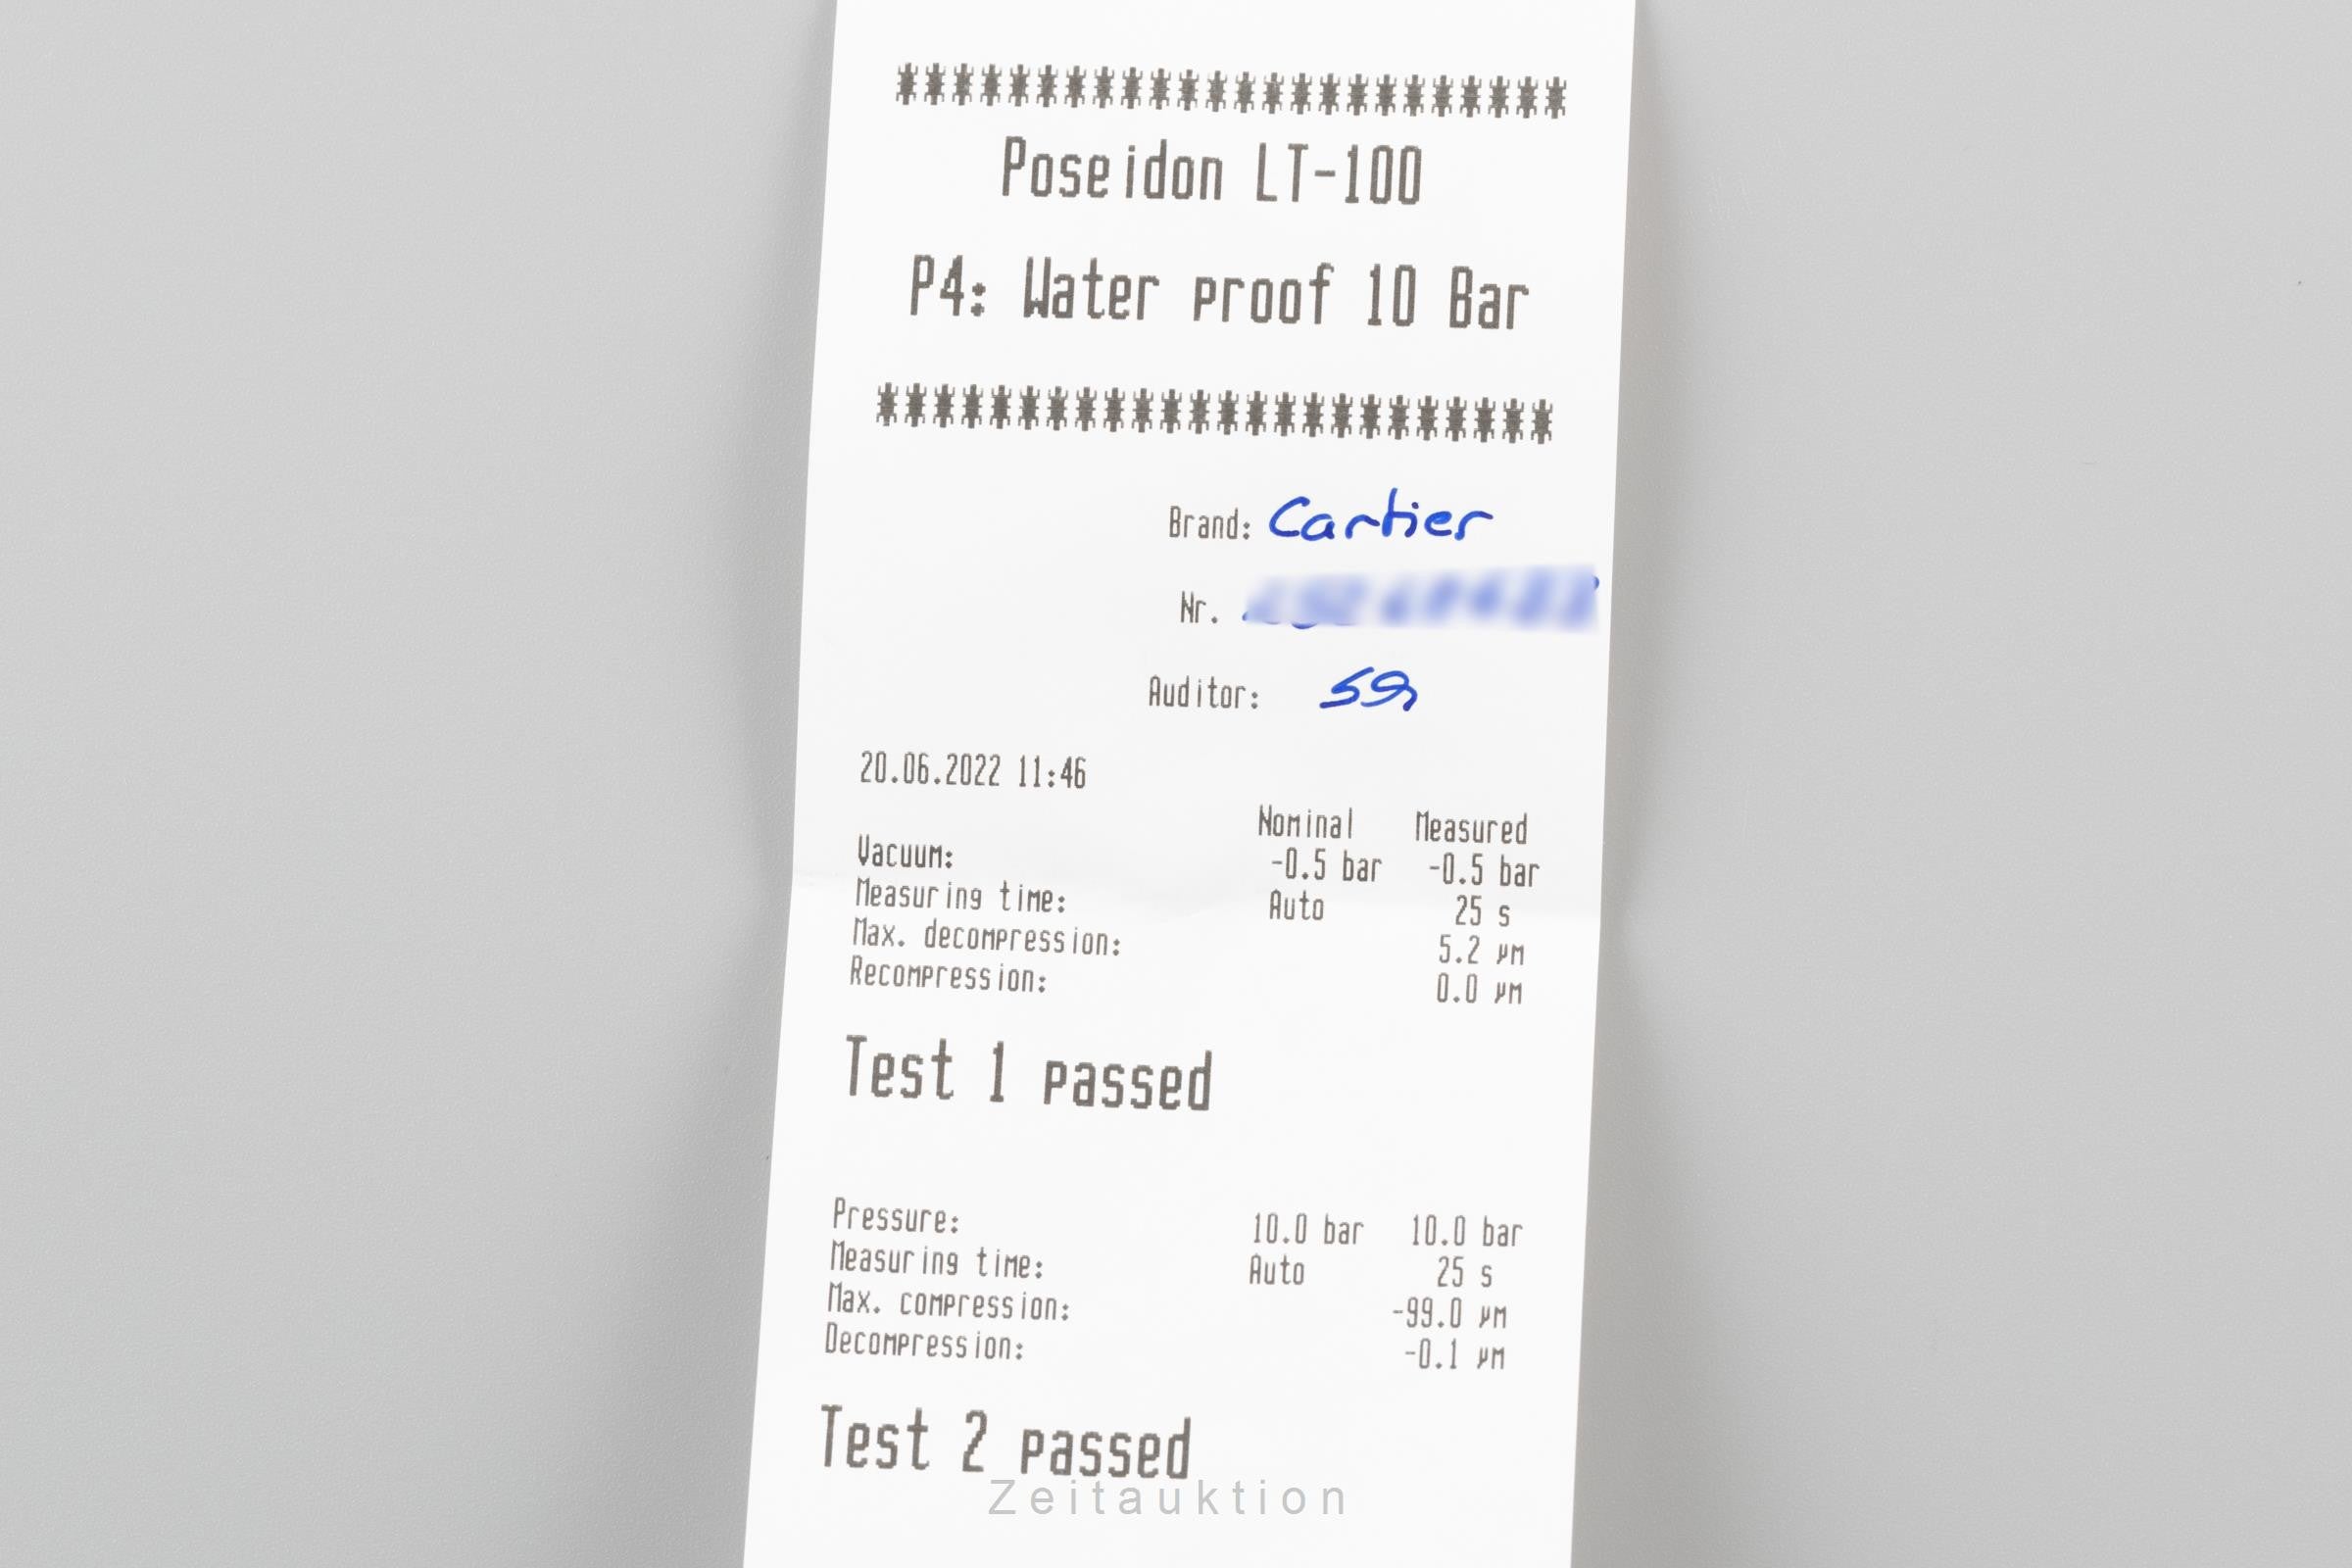 ************************
Poseidon LT-100
P4: Water proof 10 Bar
************************
Brand: Cartier
Nr.
Auditor:
20.06.2022 11:46
Nominal Measured
Vacuum: -0.5 bar -0.5 bar
Measuring time: Auto 25 s
Max. decompression: 5.2 µm
Recompression: 0.0 µm
Test 1 passed
Pressure: 10.0 bar 10.0 bar
Measuring time: Auto 25 s
Max. compression: -99.0 µm
Decompression: -0.1 µm
Test 2 passed
Zeitauktion